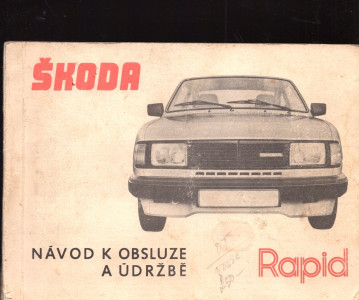 ŠKODA
NÁVOD K OBSLUZE
A ÚDRŽBĚ
Rapid